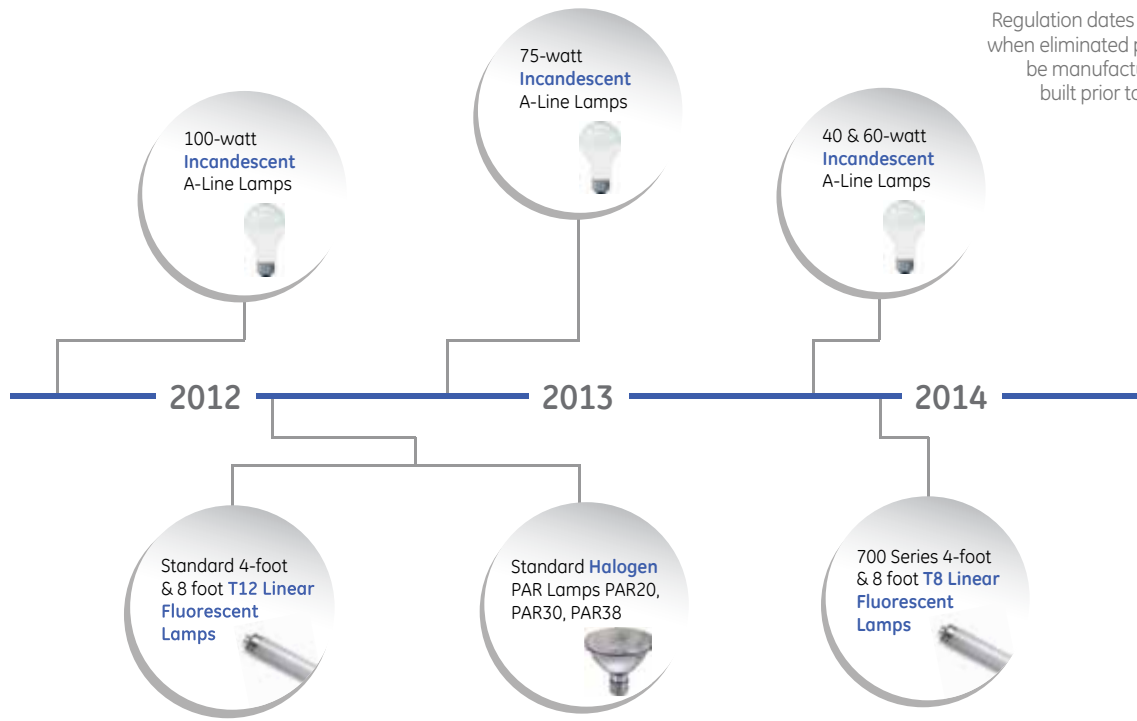 Regulation dates
when eliminated
be
built prior
75-watt
Incandescent
A-Line Lamps
100-watt
Incandescent
A-Line Lamps
40 & 60-watt
Incandescent
A-Line Lamps
2012
2013
2014
Standard 4-foot
& 8 foot T12 Linear
Fluorescent
Lamps
Standard Halogen
PAR Lamps PAR20,
PAR30, PAR38
700 Series 4-foot
& 8 foot T8 Linear
Fluorescent
Lamps